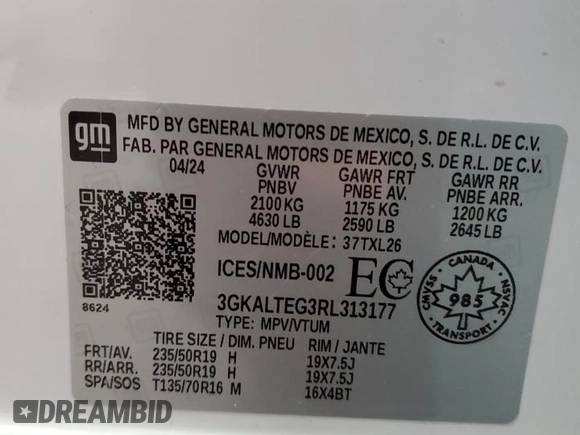 gm
MFD BY GENERAL MOTORS DE MEXICO, S. DE R.L. DE C.V.
FAB. PAR GENERAL MOTORS DE MEXICO, S. DE R.L. DE C.V.
04/24 GVWR GAWR FRT GAWR RR
PNBV PNBE AV. PNBE ARR.
2100 KG 1175 KG 1200 KG
4630 LB 2590 LB 2645 LB
MODEL/MODÈLE: 37TXL26
ICES/NMB-002 EC
CANADA
CMVSS NSVAC
985
TRANSPORT
3GKALTEG3RL313177
8624
TYPE: MPV/VTUM
TIRE SIZE / DIM. PNEU RIM / JANTE
FRT/AV. 235/50R19 H 19X7.5J
RR/ARR. 235/50R19 H 19X7.5J
SPA/SOS T135/70R16 M 16X4BT
DREAMBID